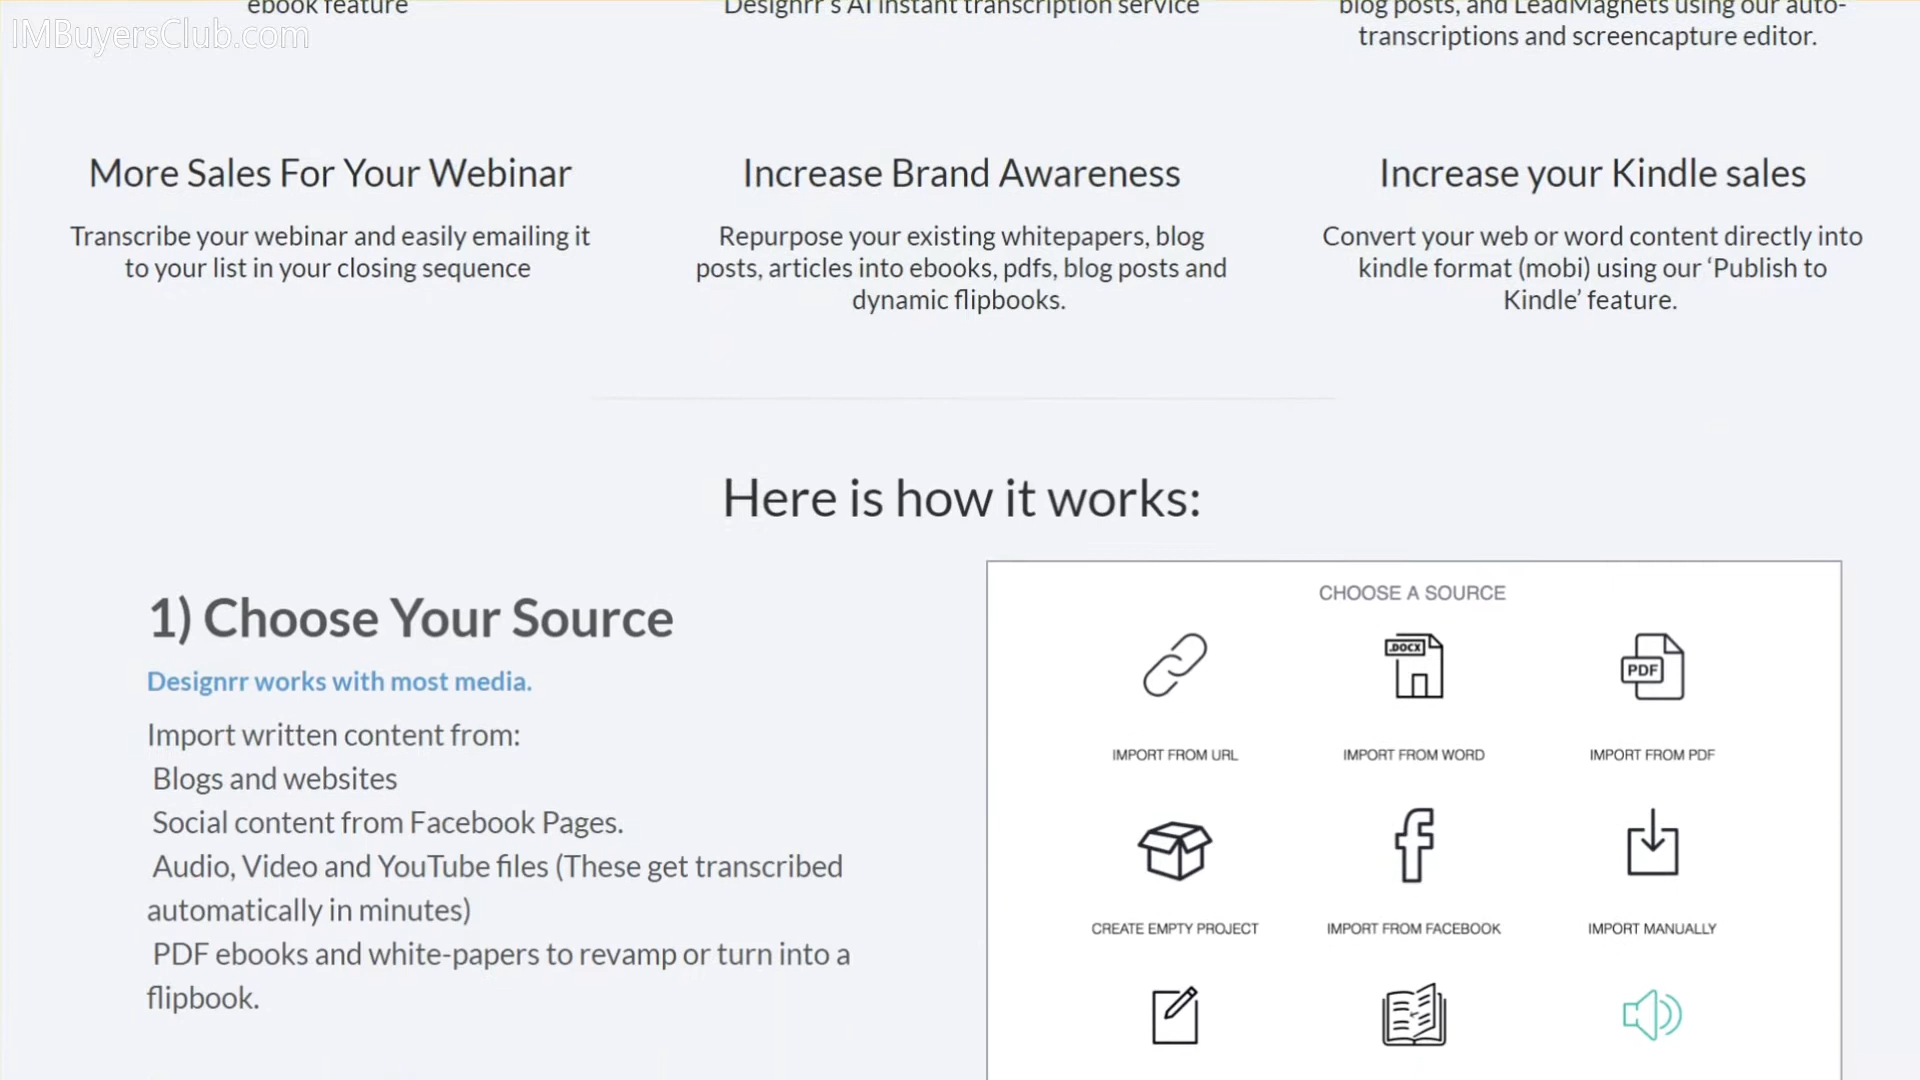 ebook feature
Designrr's AI instant transcription service
blog posts, and LeadMagnets using our auto-
transcriptions and screencapture editor.
IMBuyersClub.com
More Sales For Your Webinar
Transcribe your webinar and easily emailing it
to your list in your closing sequence
Increase Brand Awareness
Repurpose your existing whitepapers, blog
posts, articles into ebooks, pdfs, blog posts and
dynamic flipbooks.
Increase your Kindle sales
Convert your web or word content directly into
kindle format (mobi) using our ‘Publish to
Kindle’ feature.
Here is how it works:
1) Choose Your Source
Designrr works with most media.
Import written content from:
Blogs and websites
Social content from Facebook Pages.
Audio, Video and YouTube files (These get transcribed
automatically in minutes)
PDF ebooks and white-papers to revamp or turn into a
flipbook.
CHOOSE A SOURCE
.DOCX
PDF
IMPORT FROM URL
IMPORT FROM WORD
IMPORT FROM PDF
CREATE EMPTY PROJECT
IMPORT FROM FACEBOOK
IMPORT MANUALLY